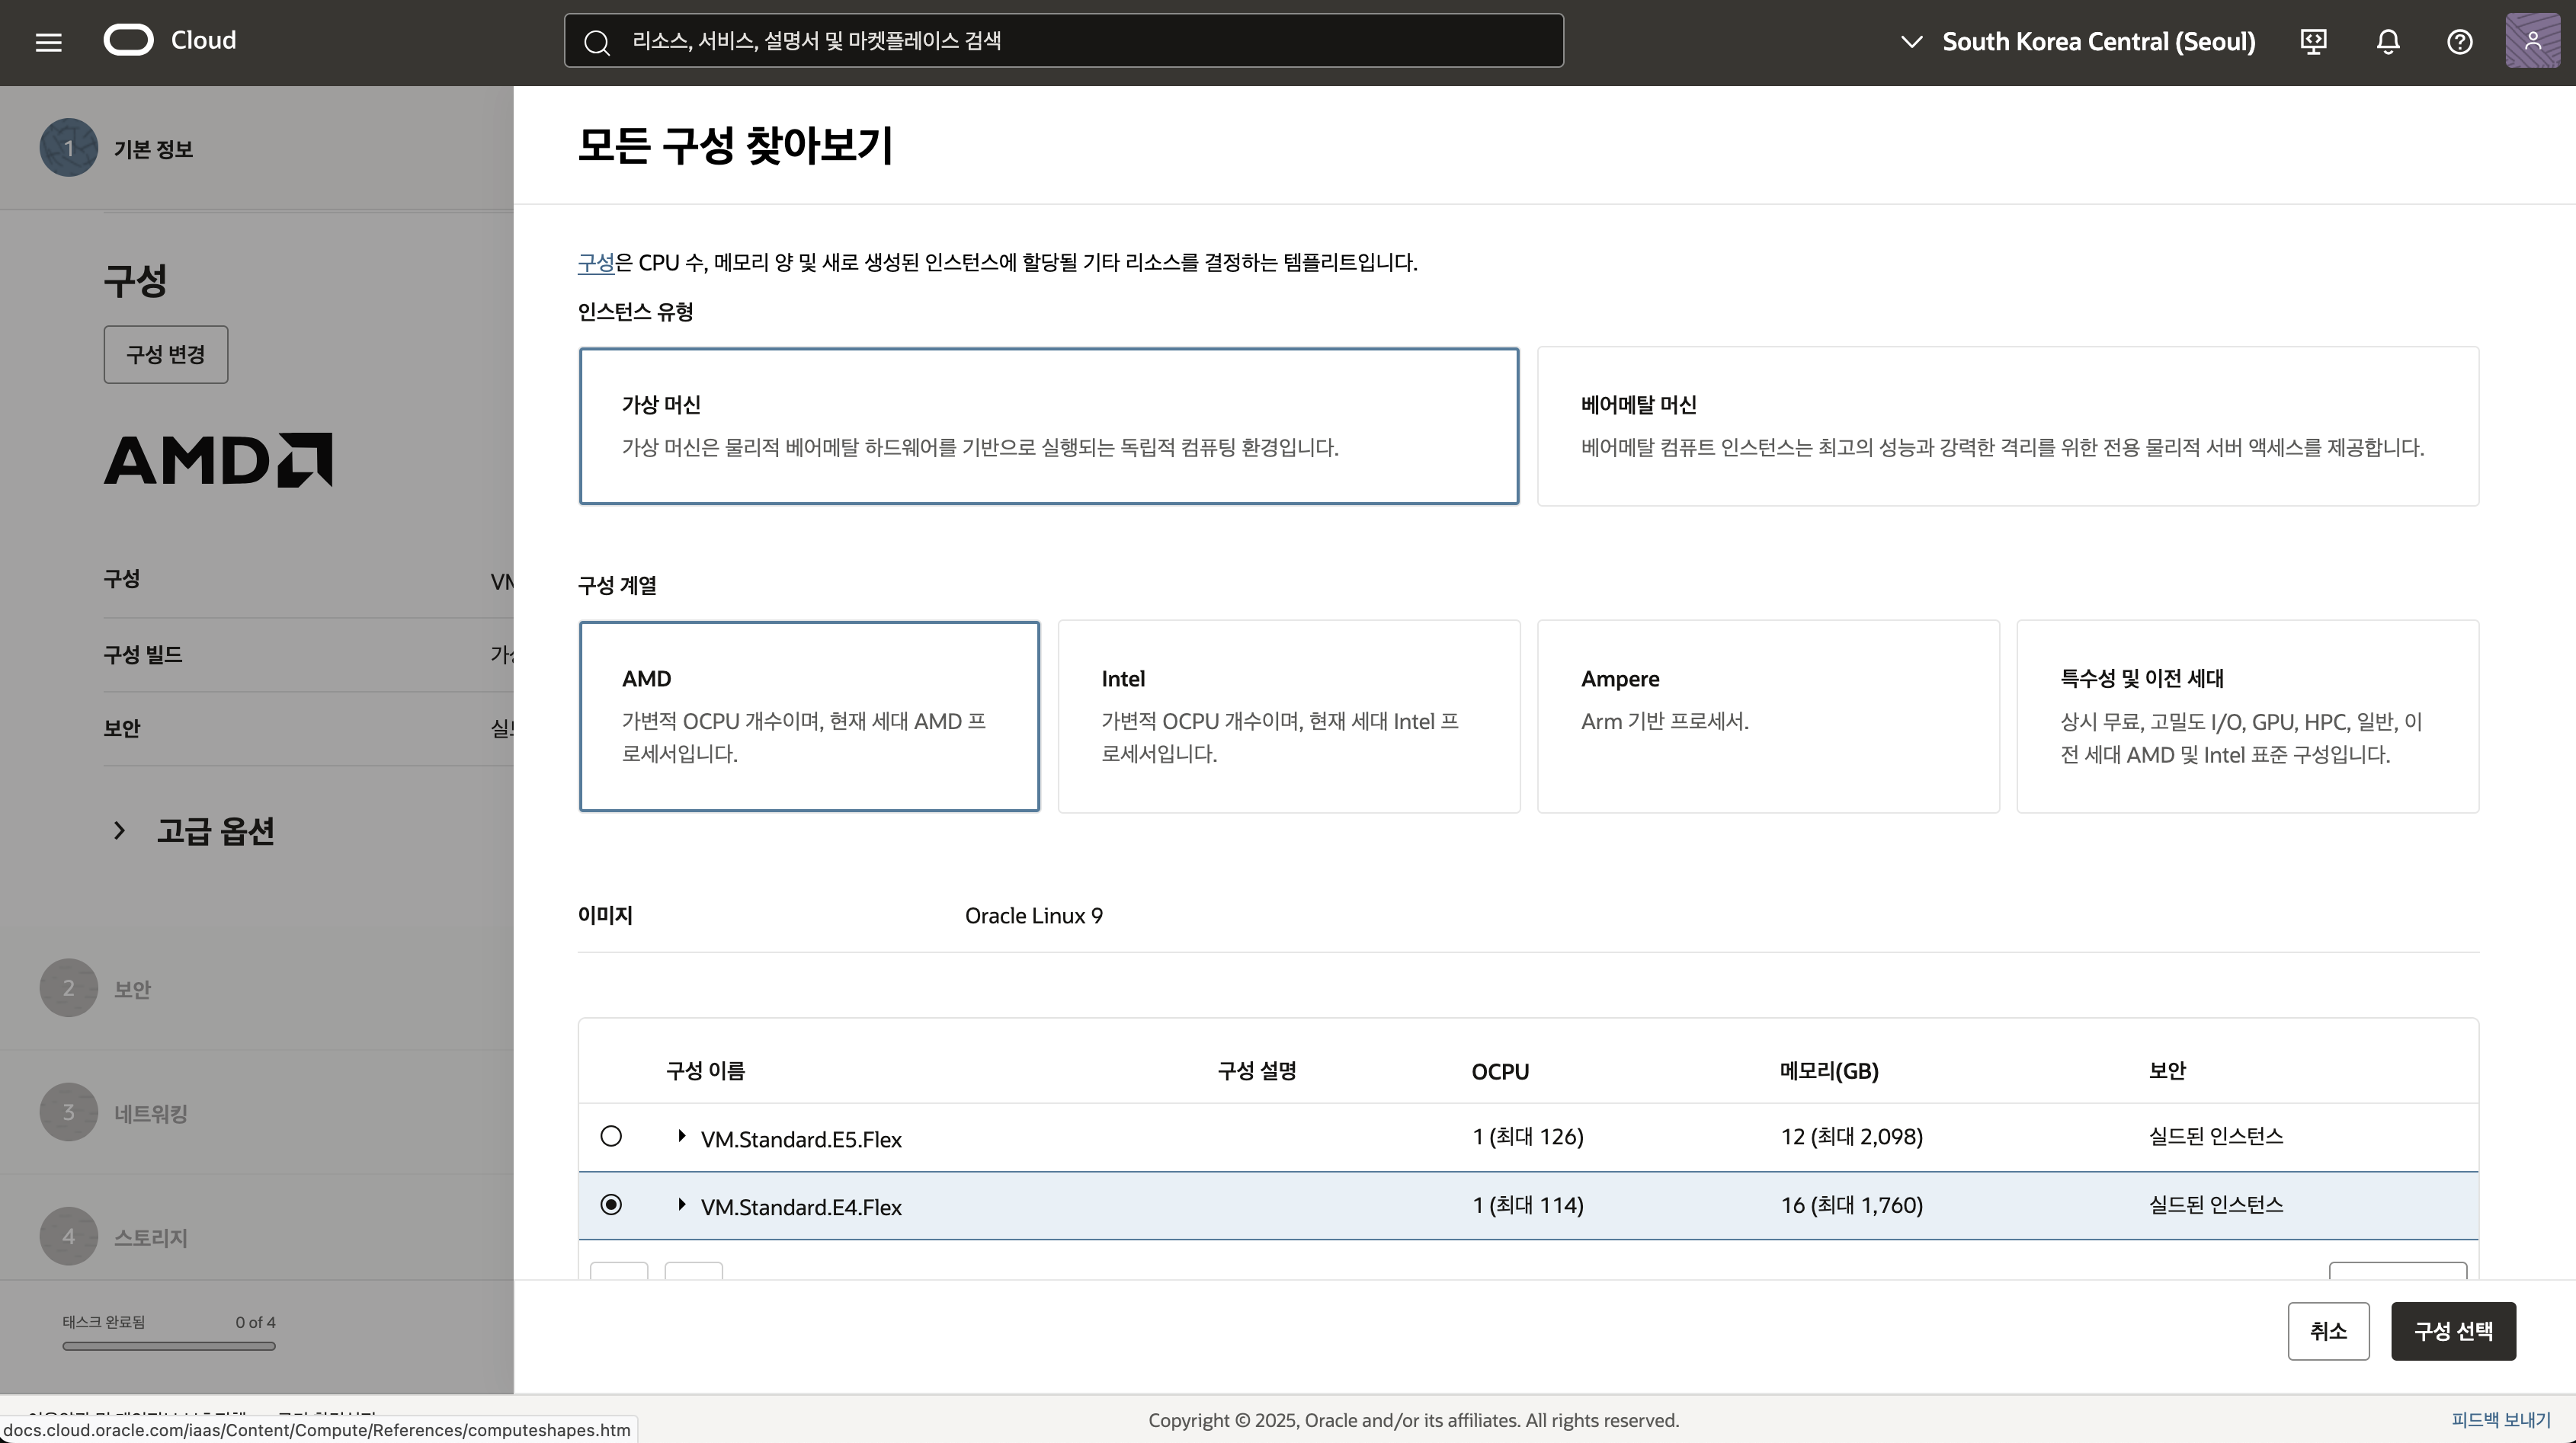 Cloud
리소스, 서비스, 설명서 및 마켓플레이스 검색
South Korea Central (Seoul)
1 기본 정보
구성
구성 변경
AMD
구성
구성 빌드
보안
고급 옵션
2 보안
3 네트워킹
4 스토리지
태스크 완료됨 0 of 4
모든 구성 찾아보기
구성은 CPU 수, 메모리 양 및 새로 생성된 인스턴스에 할당될 기타 리소스를 결정하는 템플리트입니다.
인스턴스 유형
가상 머신
가상 머신은 물리적 베어메탈 하드웨어를 기반으로 실행되는 독립적 컴퓨팅 환경입니다.
베어메탈 머신
베어메탈 컴퓨트 인스턴스는 최고의 성능과 강력한 격리를 위한 전용 물리적 서버 액세스를 제공합니다.
구성 계열
AMD
가변적 OCPU 개수이며, 현재 세대 AMD 프
로세서입니다.
Intel
가변적 OCPU 개수이며, 현재 세대 Intel 프
로세서입니다.
Ampere
Arm 기반 프로세서.
특수성 및 이전 세대
상시 무료, 고밀도 I/O, GPU, HPC, 일반, 이
전 세대 AMD 및 Intel 표준 구성입니다.
이미지 Oracle Linux 9
구성 이름 구성 설명 OCPU 메모리(GB) 보안
VM.Standard.E5.Flex 1 (최대 126) 12 (최대 2,098) 실드된 인스턴스
VM.Standard.E4.Flex 1 (최대 114) 16 (최대 1,760) 실드된 인스턴스
취소 구성 선택
docs.cloud.oracle.com/iaas/Content/Compute/References/computeshapes.htm
Copyright © 2025, Oracle and/or its affiliates. All rights reserved.
피드백 보내기